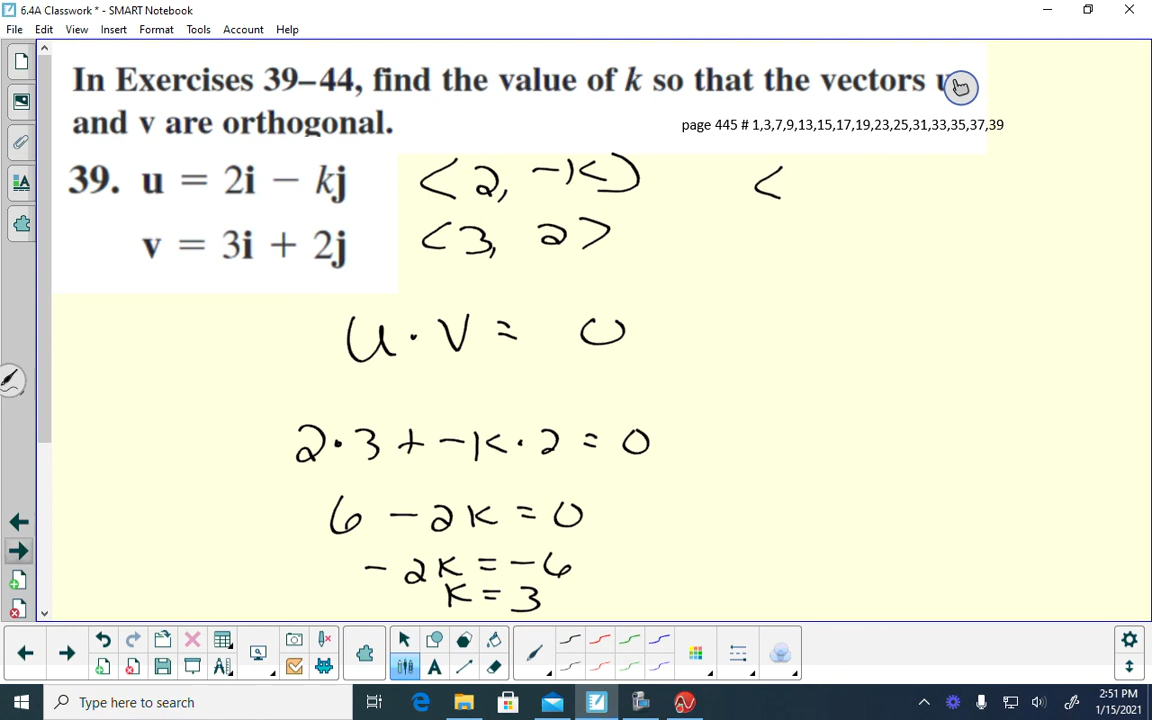 6.4A Classwork * - SMART Notebook
File Edit View Insert Format Tools Account Help
In Exercises 39–44, find the value of k so that the vectors u
and v are orthogonal.
page 445 # 1,3,7,9,13,15,17,19,23,25,31,33,35,37,39
39. u = 2i − kj
<2, -k>
<
v = 3i + 2j
<3, 2>
u · v = 0
2 · 3 + -k · 2 = 0
6 - 2k = 0
- 2k = -6
k = 3
Type here to search
2:51 PM
1/15/2021